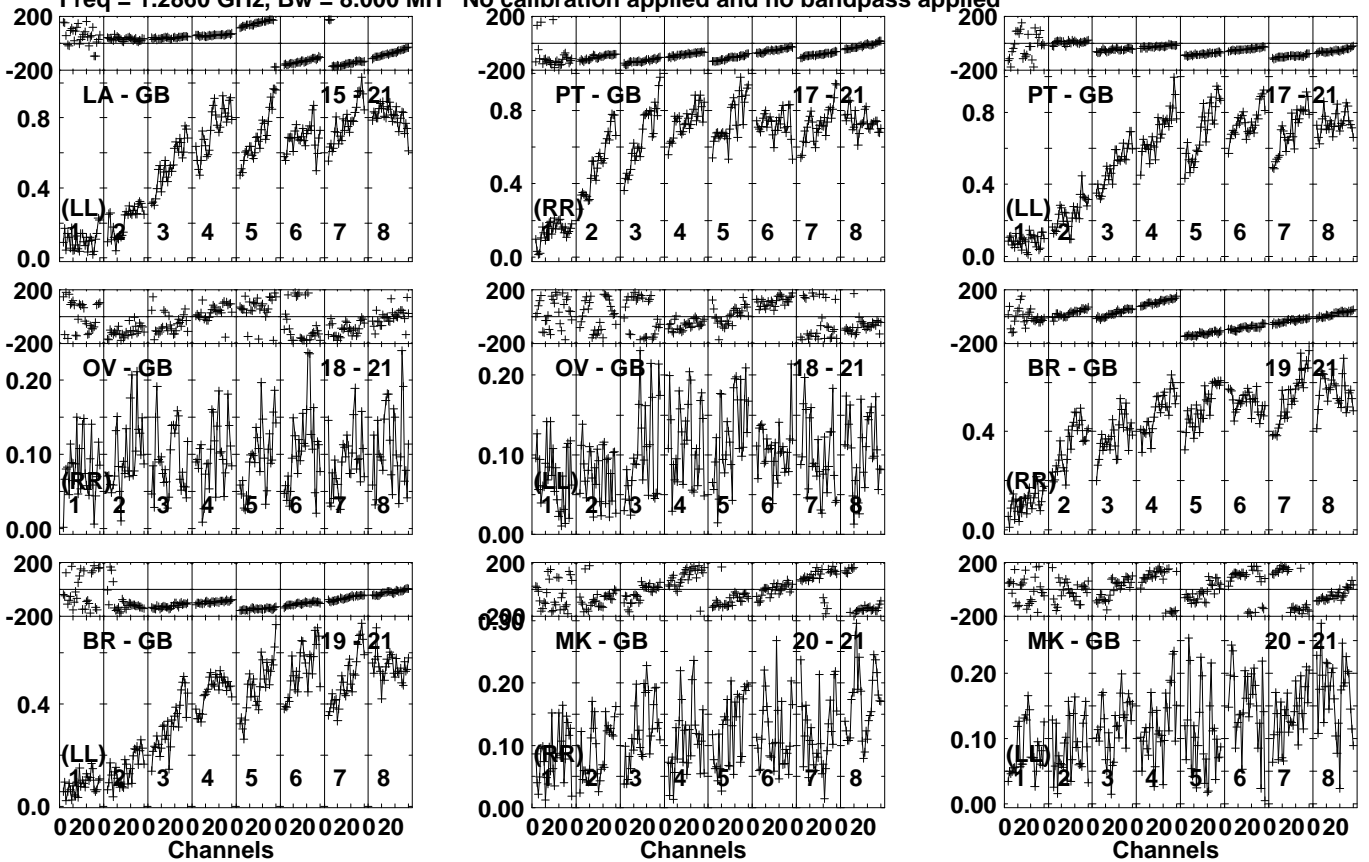 Freq = 1.2860 GHz, Bw = 8.000 MH No calibration applied and no bandpass applied
200 200 200
-200 -200 -200
LA - GB 15 - 21 PT - GB 17 - 21 PT - GB 17 - 21
0.8 0.8 0.8
0.4 0.4 0.4
(LL) (RR) (LL)
1 2 3 4 5 6 7 8 1 2 3 4 5 6 7 8 1 2 3 4 5 6 7 8
0.0 0.0 0.0
200 200 200
-200 -200 -200
OV - GB 18 - 21 OV - GB 18 - 21 BR - GB 19 - 21
0.20 0.20
0.10 0.10 0.4
(RR) (LL) (RR)
1 2 3 4 5 6 7 8 1 2 3 4 5 6 7 8 1 2 3 4 5 6 7 8
0.00 0.00 0.0
200 200 200
-200 -200 -200
0.30
BR - GB 19 - 21 MK - GB 20 - 21 MK - GB 20 - 21
0.20 0.20
0.4 0.10 0.10
(LL) (RR) (LL)
1 2 3 4 5 6 7 8 1 2 3 4 5 6 7 8 1 2 3 4 5 6 7 8
0.0 0.00 0.00
0 20 0 20 0 20 0 20 0 20 0 20 0 20 0 20 0 20 0 20 0 20 0 20 0 20 0 20 0 20 0 20 0 20 0 20 0 20 0 20 0 20 0 20 0 20 0 20
Channels Channels Channels